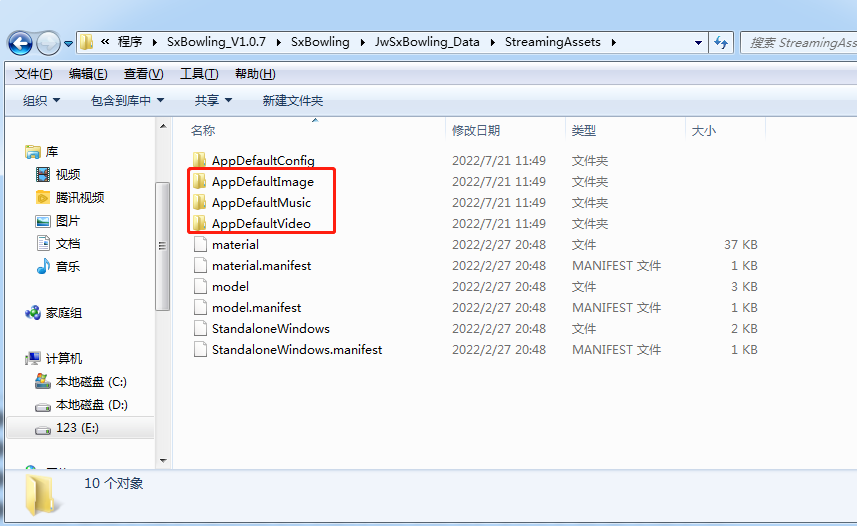 « 程序 ▸ SxBowling_V1.0.7 ▸ SxBowling ▸ JwSxBowling_Data ▸ StreamingAssets ▸ 搜索 StreamingAss
文件(F) 编辑(E) 查看(V) 工具(T) 帮助(H)
组织 ▼ 包含到库中 ▼ 共享 ▼ 新建文件夹
库
视频
腾讯视频
图片
文档
音乐
家庭组
计算机
本地磁盘 (C:)
本地磁盘 (D:)
123 (E:)
名称 修改日期 类型 大小
AppDefaultConfig 2022/7/21 11:49 文件夹
AppDefaultImage 2022/7/21 11:49 文件夹
AppDefaultMusic 2022/7/21 11:49 文件夹
AppDefaultVideo 2022/7/21 11:49 文件夹
material 2022/2/27 20:48 文件 37 KB
material.manifest 2022/2/27 20:48 MANIFEST 文件 1 KB
model 2022/2/27 20:48 文件 3 KB
model.manifest 2022/2/27 20:48 MANIFEST 文件 1 KB
StandaloneWindows 2022/2/27 20:48 文件 2 KB
StandaloneWindows.manifest 2022/2/27 20:48 MANIFEST 文件 1 KB
10 个对象